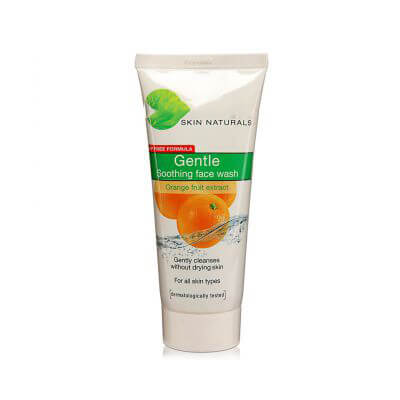 SKIN NATURALS
FREE FORMULA
Gentle
Soothing face wash
Orange fruit extract
Gently cleanses
without drying skin
For all skin types
[dermatologically tested]